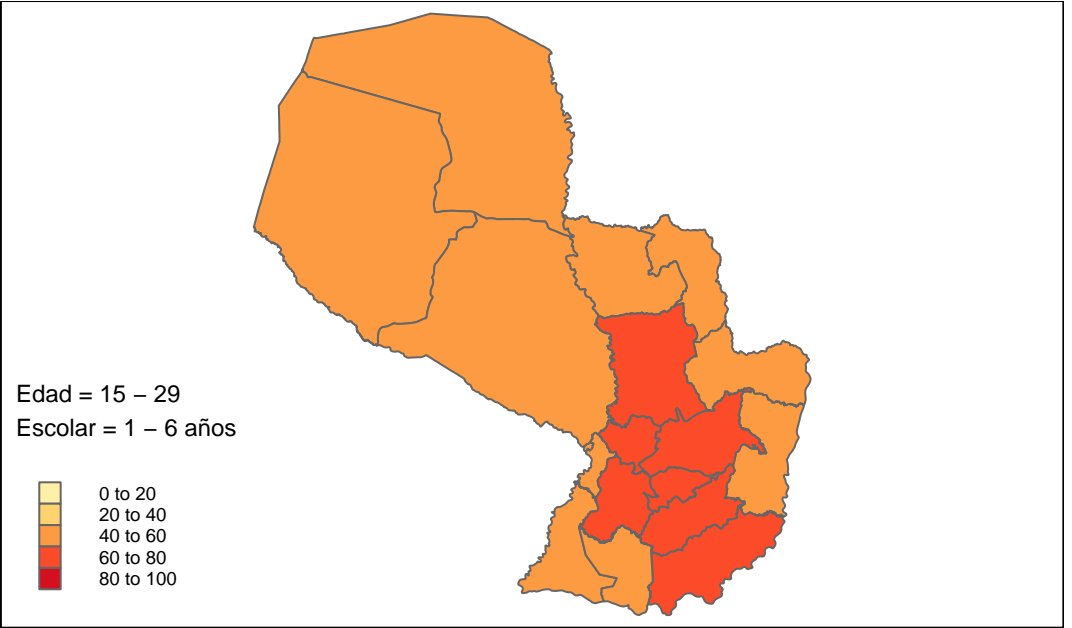 Edad = 15 − 29
Escolar = 1 − 6 años
0 to 20
20 to 40
40 to 60
60 to 80
80 to 100